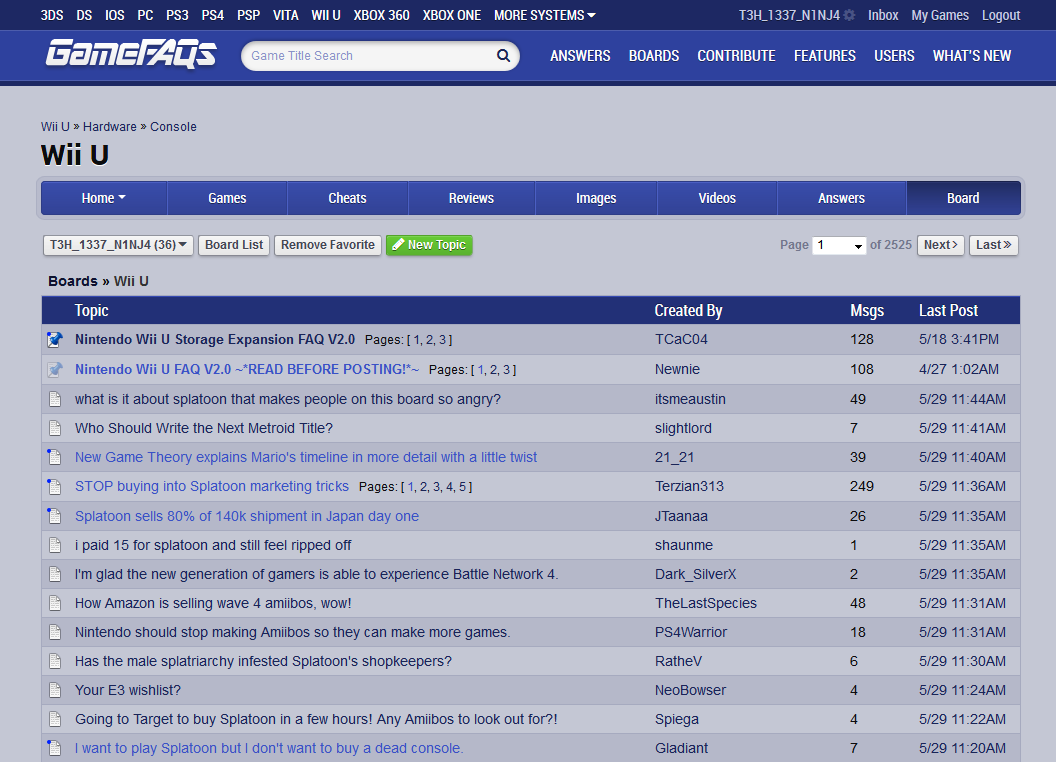 3DS DS IOS PC PS3 PS4 PSP VITA WII U XBOX 360 XBOX ONE MORE SYSTEMS T3H_1337_N1NJ4 Inbox My Games Logout
GameFAQs Game Title Search ANSWERS BOARDS CONTRIBUTE FEATURES USERS WHAT'S NEW
Wii U » Hardware » Console
Wii U
Home Games Cheats Reviews Images Videos Answers Board
T3H_1337_N1NJ4 (36) Board List Remove Favorite New Topic Page 1 of 2525 Next> Last»
Boards » Wii U
Topic Created By Msgs Last Post
Nintendo Wii U Storage Expansion FAQ V2.0 Pages: [ 1, 2, 3 ] TCaC04 128 5/18 3:41PM
Nintendo Wii U FAQ V2.0 ~*READ BEFORE POSTING!*~ Pages: [ 1, 2, 3 ] Newnie 108 4/27 1:02AM
what is it about splatoon that makes people on this board so angry? itsmeaustin 49 5/29 11:44AM
Who Should Write the Next Metroid Title? slightlord 7 5/29 11:41AM
New Game Theory explains Mario's timeline in more detail with a little twist 21_21 39 5/29 11:40AM
STOP buying into Splatoon marketing tricks Pages: [ 1, 2, 3, 4, 5 ] Terzian313 249 5/29 11:36AM
Splatoon sells 80% of 140k shipment in Japan day one JTaanaa 26 5/29 11:35AM
i paid 15 for splatoon and still feel ripped off shaunme 1 5/29 11:35AM
I'm glad the new generation of gamers is able to experience Battle Network 4. Dark_SilverX 2 5/29 11:35AM
How Amazon is selling wave 4 amiibos, wow! TheLastSpecies 48 5/29 11:31AM
Nintendo should stop making Amiibos so they can make more games. PS4Warrior 18 5/29 11:31AM
Has the male splatriarchy infested Splatoon's shopkeepers? RatheV 6 5/29 11:30AM
Your E3 wishlist? NeoBowser 4 5/29 11:24AM
Going to Target to buy Splatoon in a few hours! Any Amiibos to look out for?! Spiega 4 5/29 11:22AM
I want to play Splatoon but I don't want to buy a dead console. Gladiant 7 5/29 11:20AM